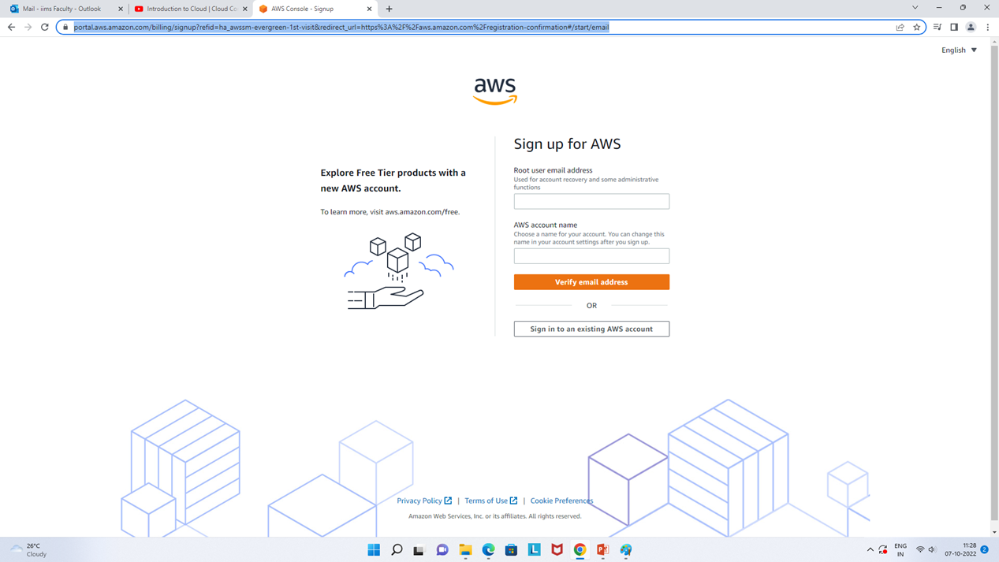 Mail - iims Faculty - Outlook
Introduction to Cloud | Cloud Co
AWS Console - Signup
portal.aws.amazon.com/billing/signup?refid=ha_awssm-evergreen-1st-visit&redirect_url=https%3A%2F%2Faws.amazon.com%2Fregistration-confirmation#/start/email
English
aws
Sign up for AWS
Explore Free Tier products with a
new AWS account.
To learn more, visit aws.amazon.com/free.
Root user email address
Used for account recovery and some administrative
functions
AWS account name
Choose a name for your account. You can change this
name in your account settings after you sign up.
Verify email address
OR
Sign in to an existing AWS account
Privacy Policy | Terms of Use | Cookie Preferences
Amazon Web Services, Inc. or its affiliates. All rights reserved.
26°C
Cloudy
L
ENG
IN
11:28
07-10-2022
2